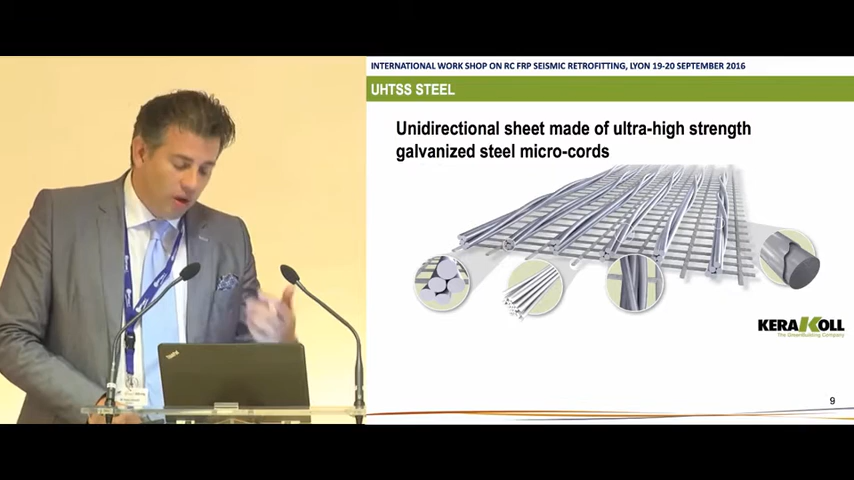 INTERNATIONAL WORK SHOP ON RC FRP SEISMIC RETROFITTING, LYON 19-20 SEPTEMBER 2016
UHTSS STEEL
Unidirectional sheet made of ultra-high strength
galvanized steel micro-cords
KERAKOLL
The GreenBuilding Company
9